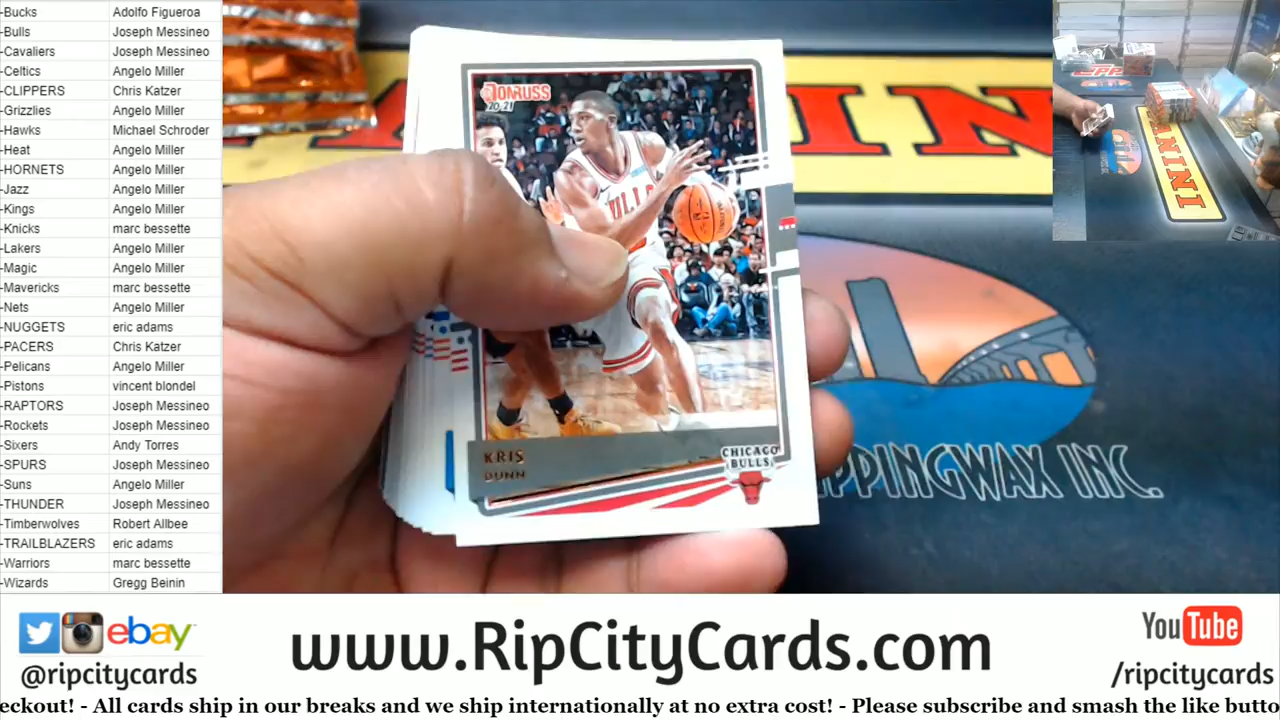 -Bucks Adolfo Figueroa
-Bulls Joseph Messineo
-Cavaliers Joseph Messineo
-Celtics Angelo Miller
-CLIPPERS Chris Katzer
-Grizzlies Angelo Miller
-Hawks Michael Schroder
-Heat Angelo Miller
-HORNETS Angelo Miller
-Jazz Angelo Miller
-Kings Angelo Miller
-Knicks marc bessette
-Lakers Angelo Miller
-Magic Angelo Miller
-Mavericks marc bessette
-Nets Angelo Miller
-NUGGETS eric adams
-PACERS Chris Katzer
-Pelicans Angelo Miller
-Pistons vincent blondel
-RAPTORS Joseph Messineo
-Rockets Joseph Messineo
-Sixers Andy Torres
-SPURS Joseph Messineo
-Suns Angelo Miller
-THUNDER Joseph Messineo
-Timberwolves Robert Allbee
-TRAILBLAZERS eric adams
-Warriors marc bessette
-Wizards Gregg Beinin
DONRUSS
20-21
BULLS
KRIS
DUNN
CHICAGO
BULLS
ININI
ININI
PPINGWAX INC.
ebay
@ripcitycards
www.RipCityCards.com
YouTube
/ripcitycards
eckout! - All cards ship in our breaks and we ship internationally at no extra cost! - Please subscribe and smash the like butto